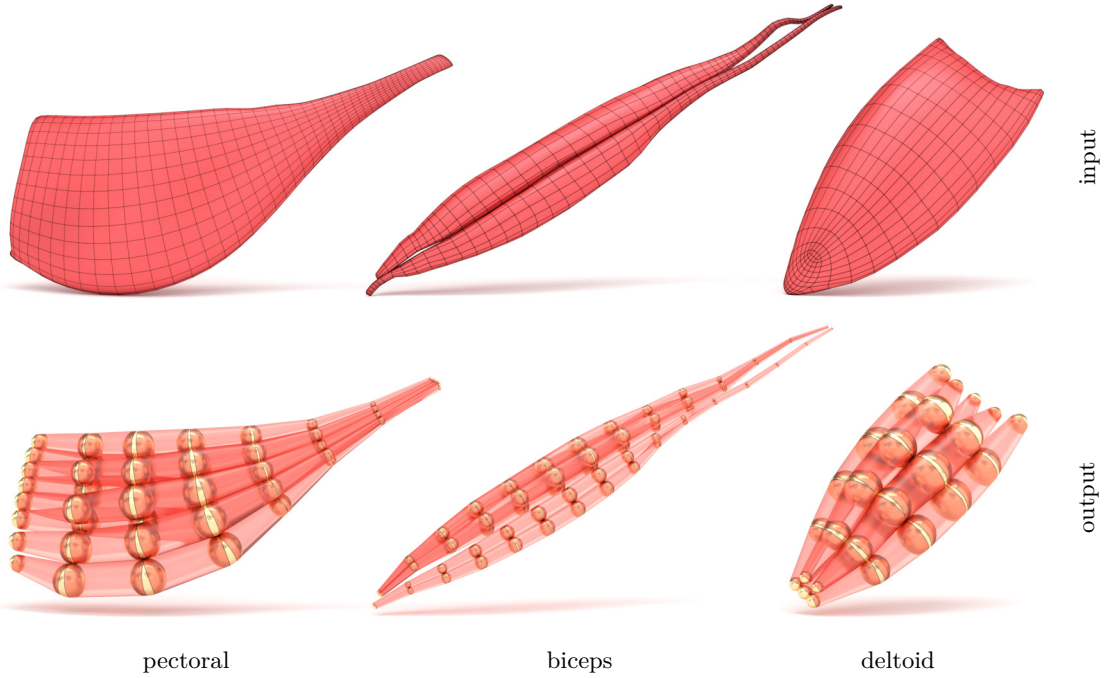 input
output
pectoral
biceps
deltoid